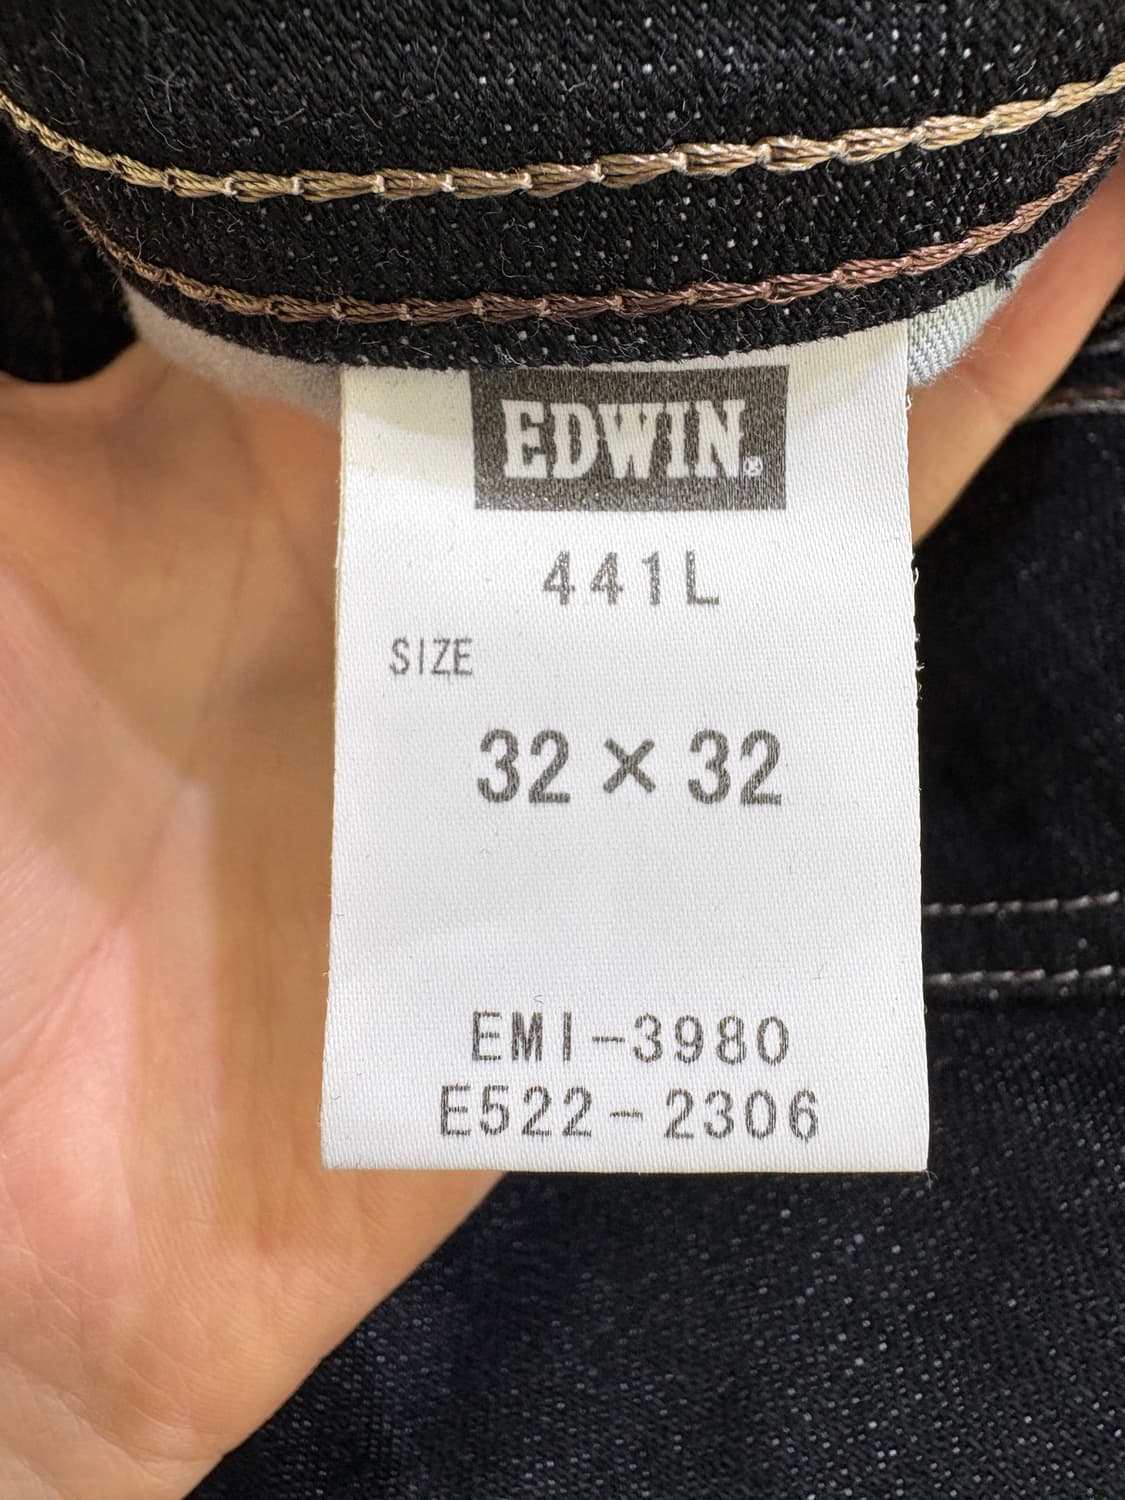 EDWIN®
441L
SIZE
32 × 32
EMI-3980
E522-2306